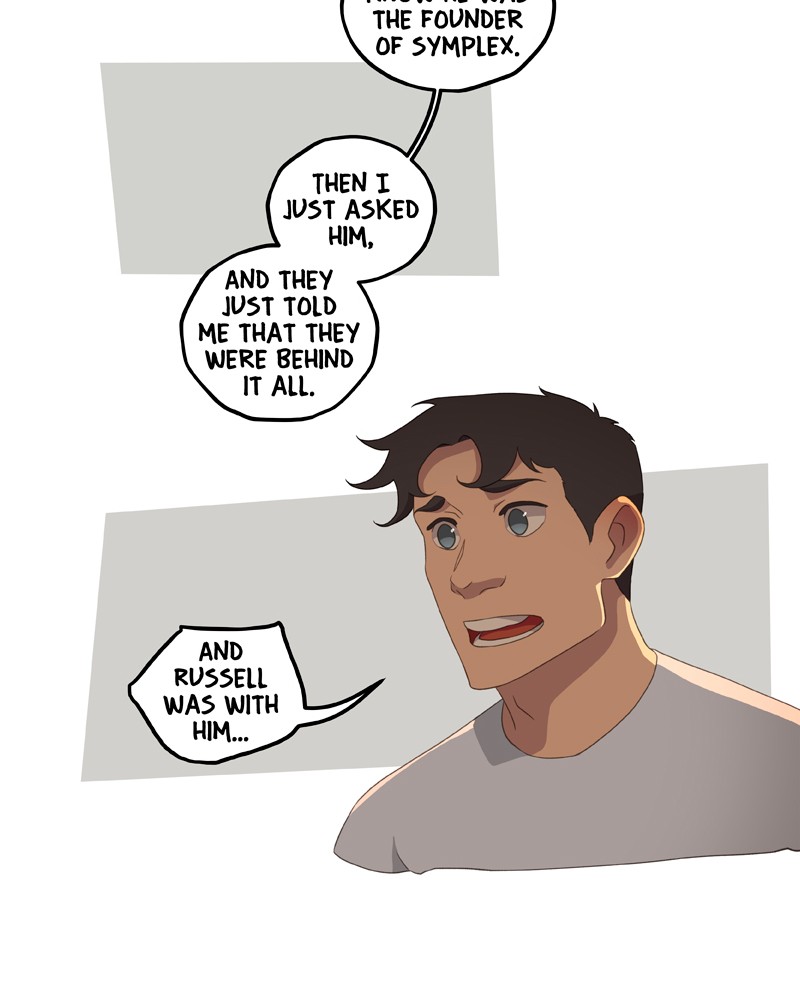 THE FOUNDER
OF SYMPLEX.
THEN I
JUST ASKED
HIM,
AND THEY
JUST TOLD
ME THAT THEY
WERE BEHIND
IT ALL.
AND
RUSSELL
WAS WITH
HIM...